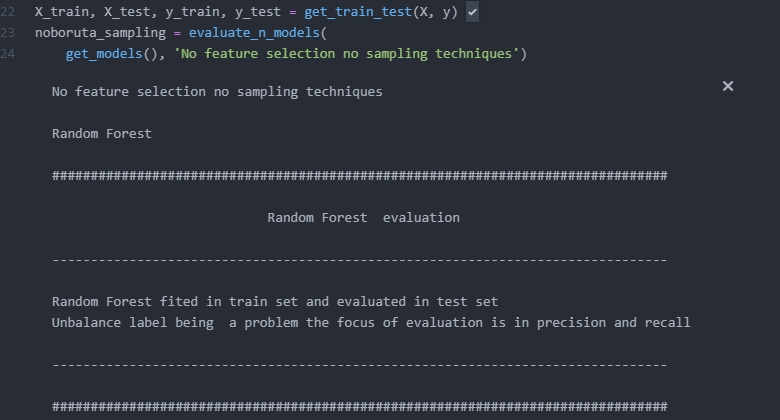 22 X_train, X_test, y_train, y_test = get_train_test(X, y) ✓
23 noboruta_sampling = evaluate_n_models(
24 get_models(), 'No feature selection no sampling techniques')
No feature selection no sampling techniques
Random Forest
################################################################################
Random Forest  evaluation
--------------------------------------------------------------------------------
Random Forest fited in train set and evaluated in test set
Unbalance label being  a problem the focus of evaluation is in precision and recall
--------------------------------------------------------------------------------
################################################################################